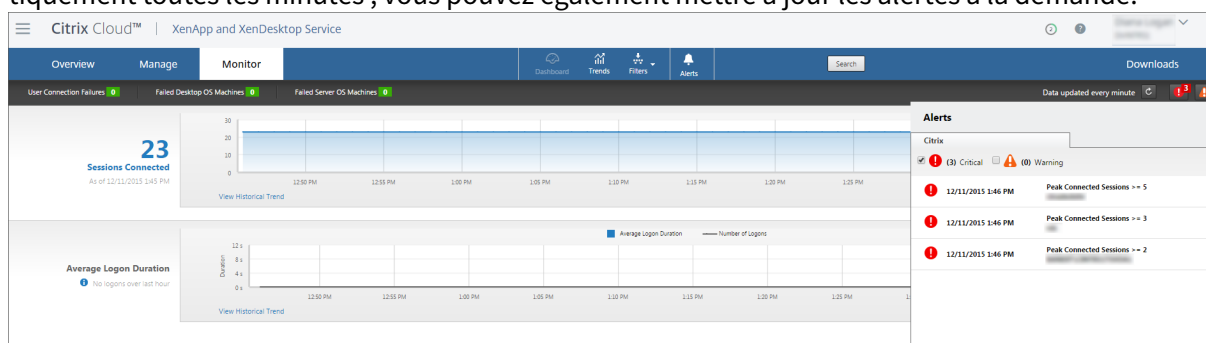 tiquement toutes les minutes ; vous pouvez également mettre à jour les alertes à la demande.
Citrix Cloud™ | XenApp and XenDesktop Service
Overview Manage Monitor Dashboard Trends Filters Alerts Search Downloads
User Connection Failures 0 Failed Desktop OS Machines 0 Failed Server OS Machines 0 Data updated every minute 3
23
Sessions Connected
As of 12/11/2015 1:45 PM
30
20
10
0
12:50 PM 12:55 PM 1:00 PM 1:05 PM 1:10 PM 1:15 PM 1:20 PM 1:25 PM
View Historical Trend
Average Logon Duration
No logons over last hour
Average Logon Duration Number of Logons
Duration
12 s
8 s
4 s
0 s
12:50 PM 12:55 PM 1:00 PM 1:05 PM 1:10 PM 1:15 PM 1:20 PM 1:25 PM
View Historical Trend
Alerts
Citrix
(3) Critical (0) Warning
12/11/2015 1:46 PM Peak Connected Sessions >= 5
12/11/2015 1:46 PM Peak Connected Sessions >= 3
12/11/2015 1:46 PM Peak Connected Sessions >= 2